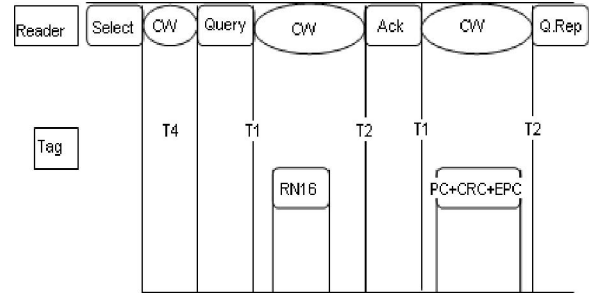 Reader Select CW Query CW Ack CW Q.Rep
T4 T1 T2 T1 T2
Tag
RN16 PC+CRC+EPC